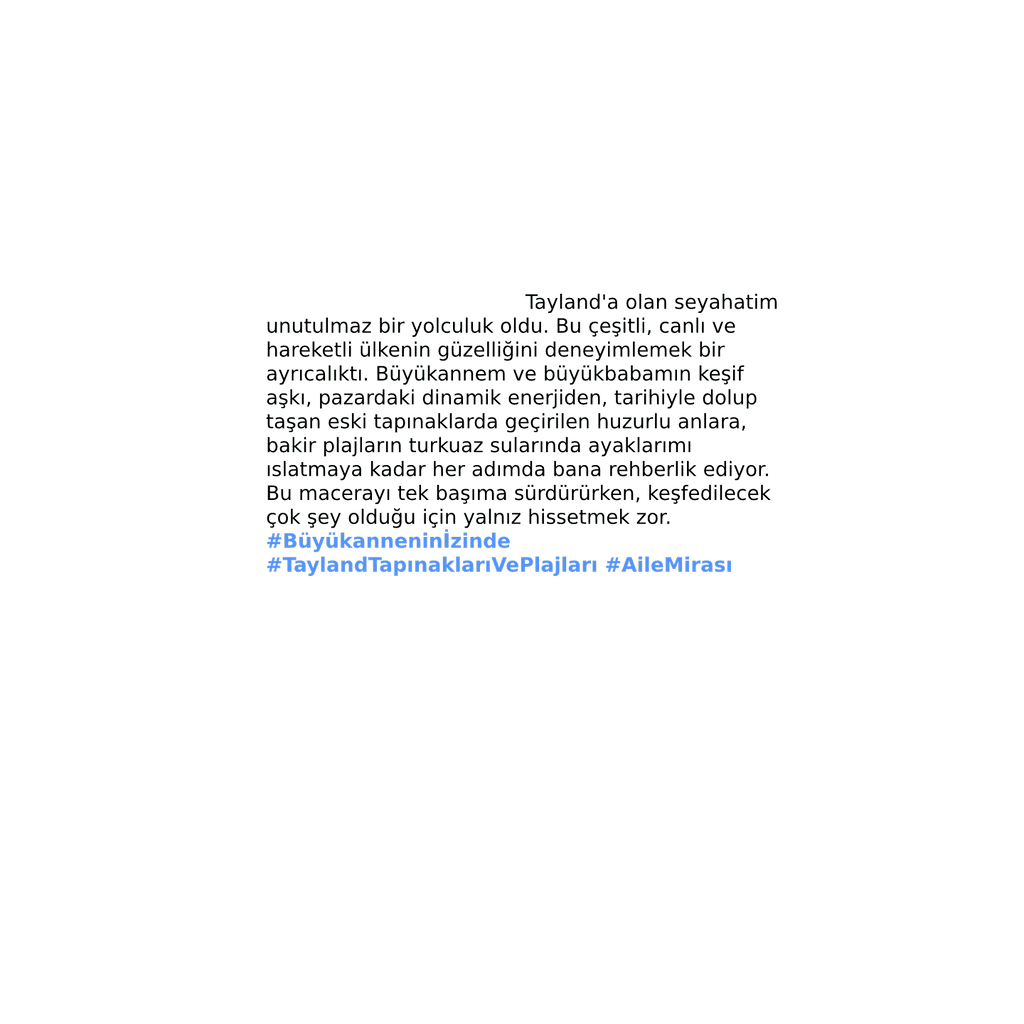 Tayland'a olan seyahatim
unutulmaz bir yolculuk oldu. Bu çeşitli, canlı ve
hareketli ülkenin güzelliğini deneyimlemek bir
ayrıcalıktı. Büyükannem ve büyükbabamın keşif
aşkı, pazardaki dinamik enerjiden, tarihiyle dolup
taşan eski tapınaklarda geçirilen huzurlu anlara,
bakir plajların turkuaz sularında ayaklarımı
ıslatmaya kadar her adımda bana rehberlik ediyor.
Bu macerayı tek başıma sürdürürken, keşfedilecek
çok şey olduğu için yalnız hissetmek zor.
#Büyükanneninİzinde
#TaylandTapınaklarıVePlajları #AileMirası